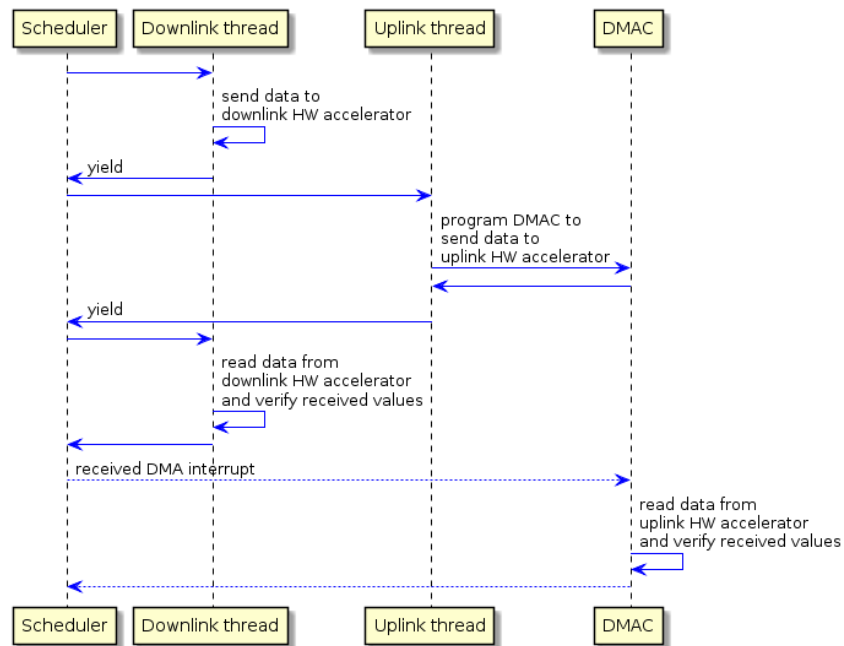 Scheduler
Downlink thread
Uplink thread
DMAC
send data to
downlink HW accelerator
yield
program DMAC to
send data to
uplink HW accelerator
yield
read data from
downlink HW accelerator
and verify received values
received DMA interrupt
read data from
uplink HW accelerator
and verify received values
Scheduler
Downlink thread
Uplink thread
DMAC